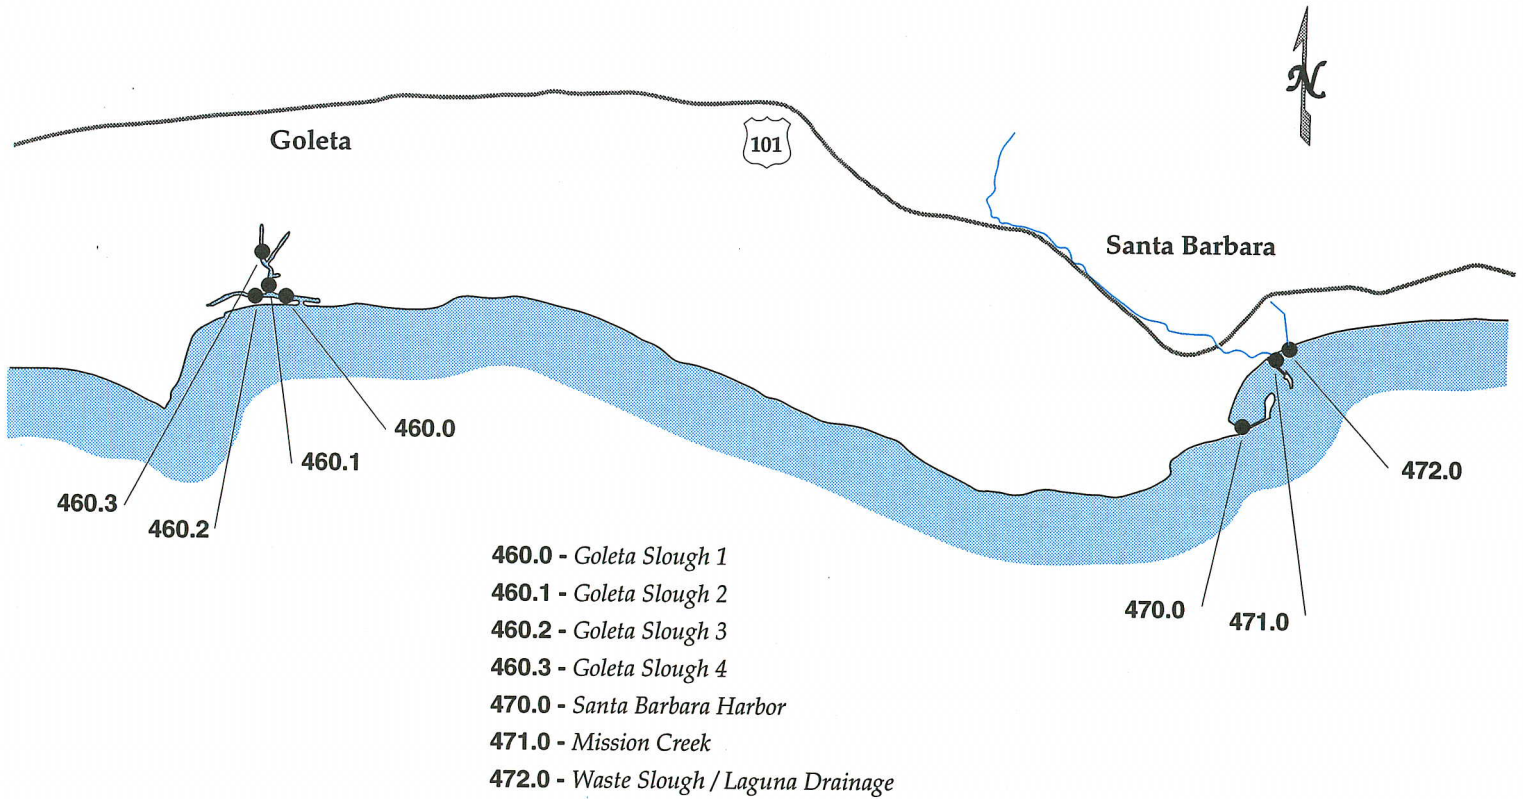 N
Goleta
101
Santa Barbara
460.0
460.1
460.3
460.2
472.0
470.0
471.0
460.0 - Goleta Slough 1
460.1 - Goleta Slough 2
460.2 - Goleta Slough 3
460.3 - Goleta Slough 4
470.0 - Santa Barbara Harbor
471.0 - Mission Creek
472.0 - Waste Slough / Laguna Drainage